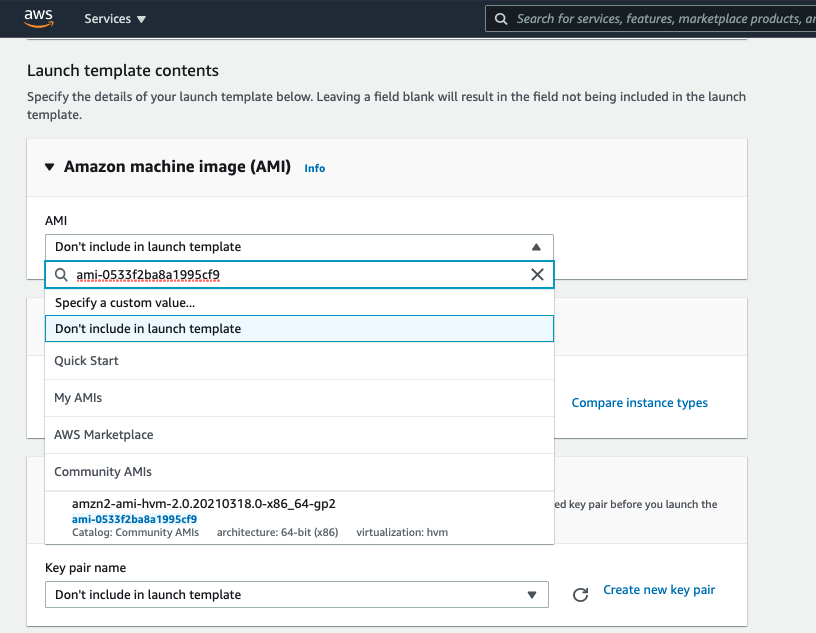 aws
Services ▼
Search for services, features, marketplace products, a
Launch template contents
Specify the details of your launch template below. Leaving a field blank will result in the field not being included in the launch
template.
Amazon machine image (AMI) Info
AMI
Don't include in launch template
ami-0533f2ba8a1995cf9
Specify a custom value...
Don't include in launch template
Quick Start
My AMIs
Compare instance types
AWS Marketplace
Community AMIs
amzn2-ami-hvm-2.0.20210318.0-x86_64-gp2
ed key pair before you launch the
ami-0533f2ba8a1995cf9
Catalog: Community AMIs architecture: 64-bit (x86) virtualization: hvm
Key pair name
Don't include in launch template
Create new key pair